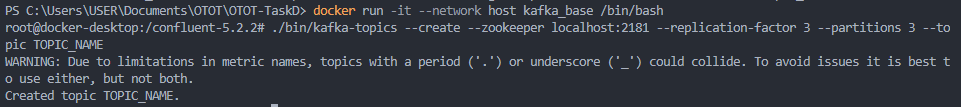 PS C:\Users\USER\Documents\OTOT\OTOT-TaskD> docker run -it --network host kafka_base /bin/bash
root@docker-desktop:/confluent-5.2.2# ./bin/kafka-topics --create --zookeeper localhost:2181 --replication-factor 3 --partitions 3 --to
pic TOPIC_NAME
WARNING: Due to limitations in metric names, topics with a period ('.') or underscore ('_') could collide. To avoid issues it is best t
o use either, but not both.
Created topic TOPIC_NAME.